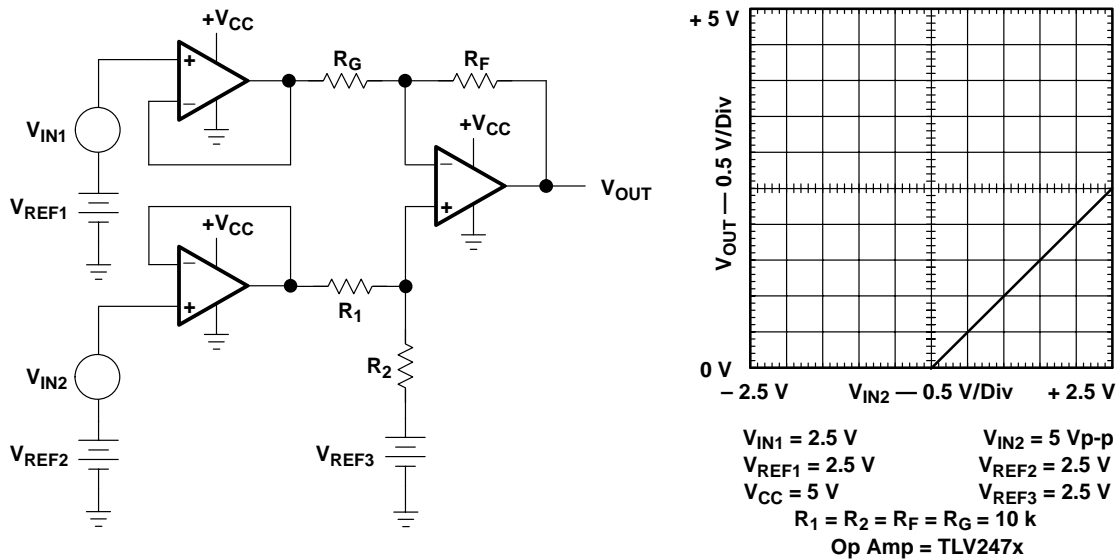 +VCC
+
–
RG
RF
VIN1
+VCC
–
+
VOUT
VREF1
+VCC
–
+
R1
R2
VIN2
VREF2
VREF3
+ 5 V
VOUT — 0.5 V/Div
0 V
– 2.5 V
VIN2 — 0.5 V/Div
+ 2.5 V
VIN1 = 2.5 V
VIN2 = 5 Vp-p
VREF1 = 2.5 V
VREF2 = 2.5 V
VCC = 5 V
VREF3 = 2.5 V
R1 = R2 = RF = RG = 10 k
Op Amp = TLV247x